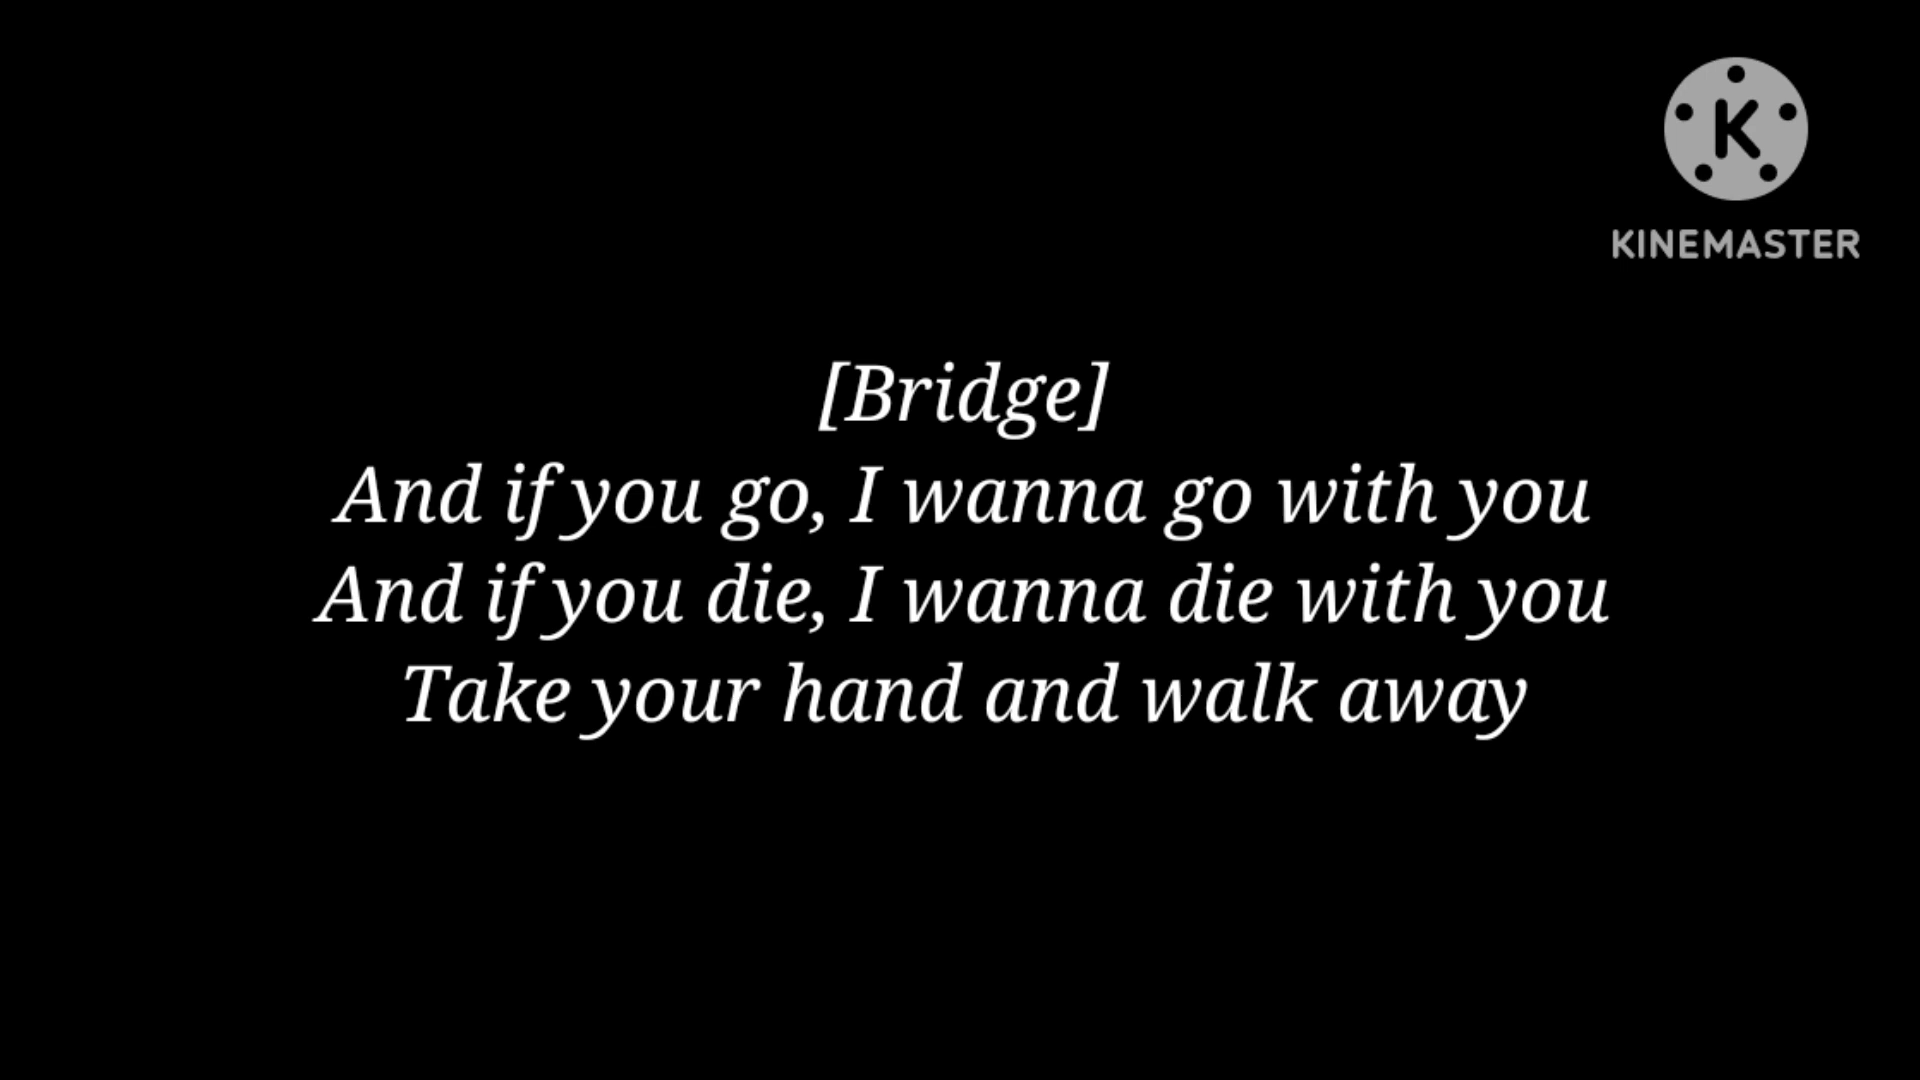 K
KINEMASTER
[Bridge]
And if you go, I wanna go with you
And if you die, I wanna die with you
Take your hand and walk away